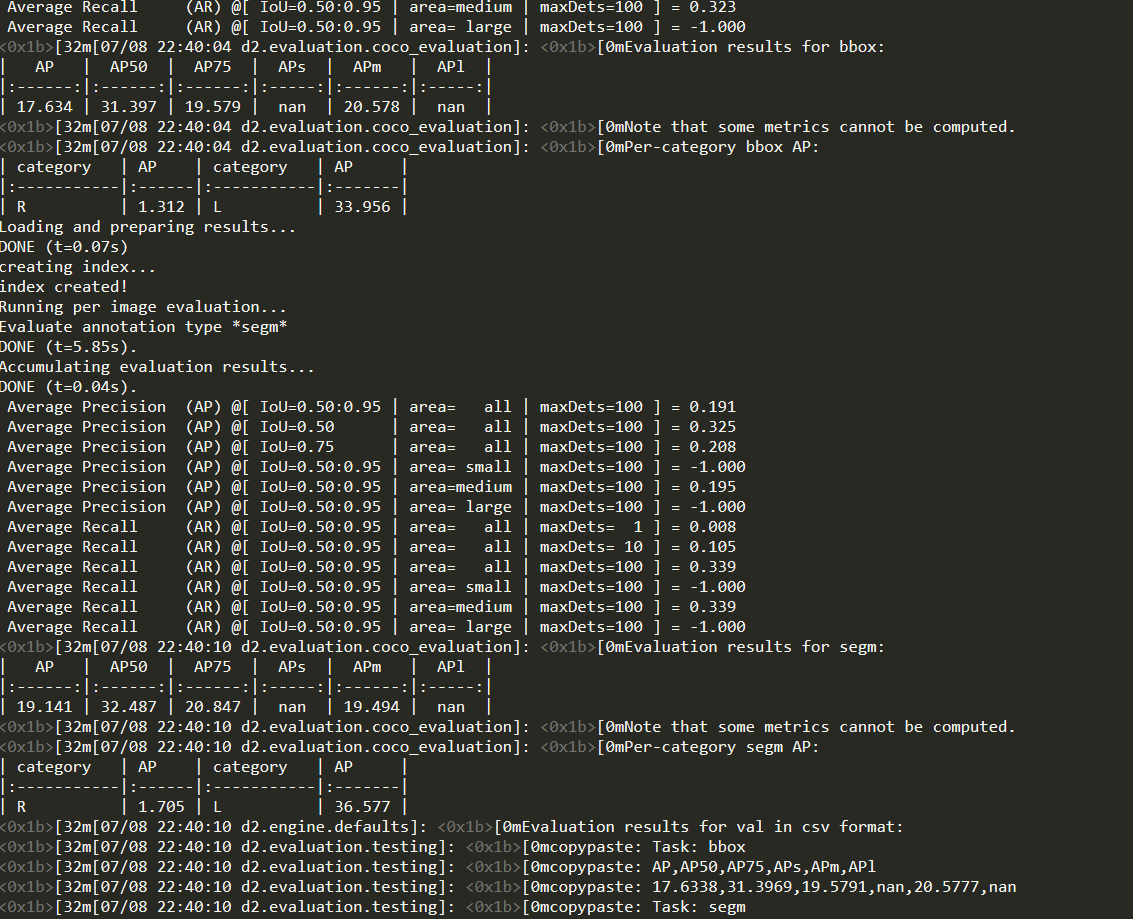 Average Recall     (AR) @[ IoU=0.50:0.95 | area=medium | maxDets=100 ] = 0.323
Average Recall     (AR) @[ IoU=0.50:0.95 | area= large | maxDets=100 ] = -1.000
<0x1b>[32m[07/08 22:40:04 d2.evaluation.coco_evaluation]: <0x1b>[0mEvaluation results for bbox:
|   AP   |  AP50  |  AP75  |  APs  |  APm   |  APl  |
|:------:|:------:|:------:|:-----:|:------:|:-----:|
| 17.634 | 31.397 | 19.579 |  nan  | 20.578 |  nan  |
<0x1b>[32m[07/08 22:40:04 d2.evaluation.coco_evaluation]: <0x1b>[0mNote that some metrics cannot be computed.
<0x1b>[32m[07/08 22:40:04 d2.evaluation.coco_evaluation]: <0x1b>[0mPer-category bbox AP:
| category   | AP    | category   | AP     |
|:-----------|:------|:-----------|:-------|
| R          | 1.312 | L          | 33.956 |
Loading and preparing results...
DONE (t=0.07s)
creating index...
index created!
Running per image evaluation...
Evaluate annotation type *segm*
DONE (t=5.85s).
Accumulating evaluation results...
DONE (t=0.04s).
Average Precision  (AP) @[ IoU=0.50:0.95 | area=   all | maxDets=100 ] = 0.191
Average Precision  (AP) @[ IoU=0.50      | area=   all | maxDets=100 ] = 0.325
Average Precision  (AP) @[ IoU=0.75      | area=   all | maxDets=100 ] = 0.208
Average Precision  (AP) @[ IoU=0.50:0.95 | area= small | maxDets=100 ] = -1.000
Average Precision  (AP) @[ IoU=0.50:0.95 | area=medium | maxDets=100 ] = 0.195
Average Precision  (AP) @[ IoU=0.50:0.95 | area= large | maxDets=100 ] = -1.000
Average Recall     (AR) @[ IoU=0.50:0.95 | area=   all | maxDets=  1 ] = 0.008
Average Recall     (AR) @[ IoU=0.50:0.95 | area=   all | maxDets= 10 ] = 0.105
Average Recall     (AR) @[ IoU=0.50:0.95 | area=   all | maxDets=100 ] = 0.339
Average Recall     (AR) @[ IoU=0.50:0.95 | area= small | maxDets=100 ] = -1.000
Average Recall     (AR) @[ IoU=0.50:0.95 | area=medium | maxDets=100 ] = 0.339
Average Recall     (AR) @[ IoU=0.50:0.95 | area= large | maxDets=100 ] = -1.000
<0x1b>[32m[07/08 22:40:10 d2.evaluation.coco_evaluation]: <0x1b>[0mEvaluation results for segm:
|   AP   |  AP50  |  AP75  |  APs  |  APm   |  APl  |
|:------:|:------:|:------:|:-----:|:------:|:-----:|
| 19.141 | 32.487 | 20.847 |  nan  | 19.494 |  nan  |
<0x1b>[32m[07/08 22:40:10 d2.evaluation.coco_evaluation]: <0x1b>[0mNote that some metrics cannot be computed.
<0x1b>[32m[07/08 22:40:10 d2.evaluation.coco_evaluation]: <0x1b>[0mPer-category segm AP:
| category   | AP    | category   | AP     |
|:-----------|:------|:-----------|:-------|
| R          | 1.705 | L          | 36.577 |
<0x1b>[32m[07/08 22:40:10 d2.engine.defaults]: <0x1b>[0mEvaluation results for val in csv format:
<0x1b>[32m[07/08 22:40:10 d2.evaluation.testing]: <0x1b>[0mcopypaste: Task: bbox
<0x1b>[32m[07/08 22:40:10 d2.evaluation.testing]: <0x1b>[0mcopypaste: AP,AP50,AP75,APs,APm,APl
<0x1b>[32m[07/08 22:40:10 d2.evaluation.testing]: <0x1b>[0mcopypaste: 17.6338,31.3969,19.5791,nan,20.5777,nan
<0x1b>[32m[07/08 22:40:10 d2.evaluation.testing]: <0x1b>[0mcopypaste: Task: segm